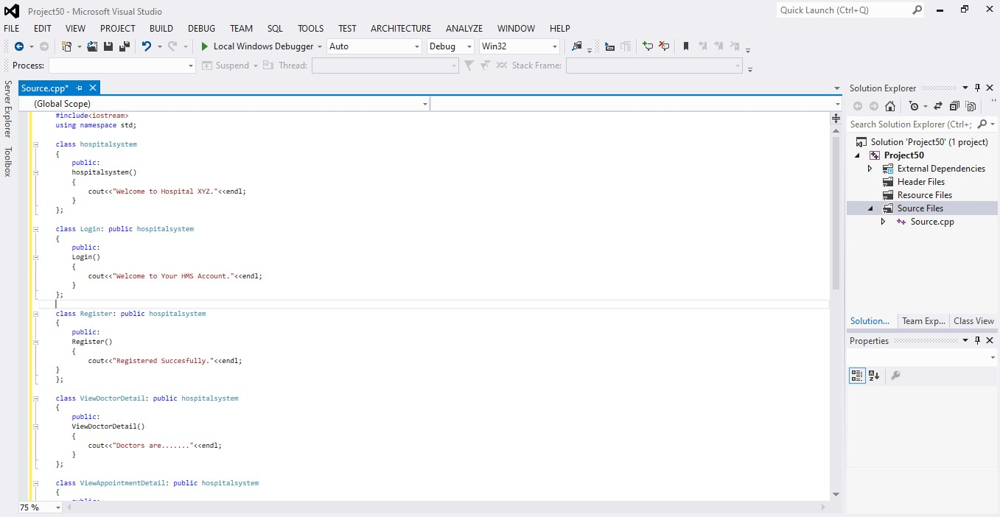 Project50 - Microsoft Visual Studio
Quick Launch (Ctrl+Q)
FILE EDIT VIEW PROJECT BUILD DEBUG TEAM SQL TOOLS TEST ARCHITECTURE ANALYZE WINDOW HELP
Local Windows Debugger Auto Debug Win32
Process: Suspend Thread: Stack Frame:
Server Explorer
Toolbox
Source.cpp*
(Global Scope)
#include<iostream>
using namespace std;
class hospitalsystem
{
public:
hospitalsystem()
{
cout<<"Welcome to Hospital XYZ."<<endl;
}
};
class Login: public hospitalsystem
{
public:
Login()
{
cout<<"Welcome to Your HMS Account."<<endl;
}
};
class Register: public hospitalsystem
{
public:
Register()
{
cout<<"Registered Succesfully."<<endl;
}
};
class ViewDoctorDetail: public hospitalsystem
{
public:
ViewDoctorDetail()
{
cout<<"Doctors are......."<<endl;
}
};
class ViewAppointmentDetail: public hospitalsystem
{
75 %
Solution Explorer
Search Solution Explorer (Ctrl+;
Solution 'Project50' (1 project)
Project50
External Dependencies
Header Files
Resource Files
Source Files
Source.cpp
Solution... Team Exp... Class View
Properties